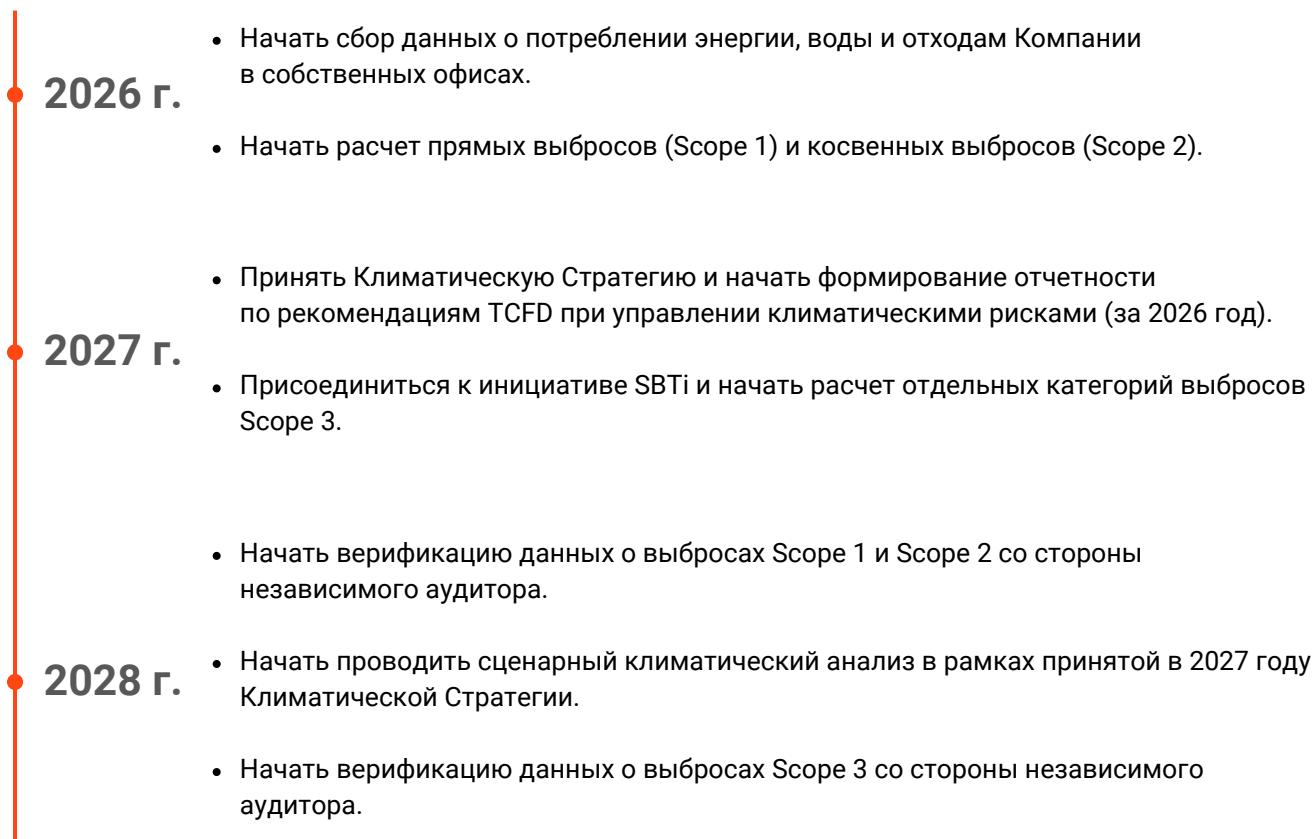 2026 г.
• Начать сбор данных о потреблении энергии, воды и отходам Компании
в собственных офисах.
• Начать расчет прямых выбросов (Scope 1) и косвенных выбросов (Scope 2).
2027 г.
• Принять Климатическую Стратегию и начать формирование отчетности
по рекомендациям TCFD при управлении климатическими рисками (за 2026 год).
• Присоединиться к инициативе SBTi и начать расчет отдельных категорий выбросов
Scope 3.
2028 г.
• Начать верификацию данных о выбросах Scope 1 и Scope 2 со стороны
независимого аудитора.
• Начать проводить сценарный климатический анализ в рамках принятой в 2027 году
Климатической Стратегии.
• Начать верификацию данных о выбросах Scope 3 со стороны независимого
аудитора.